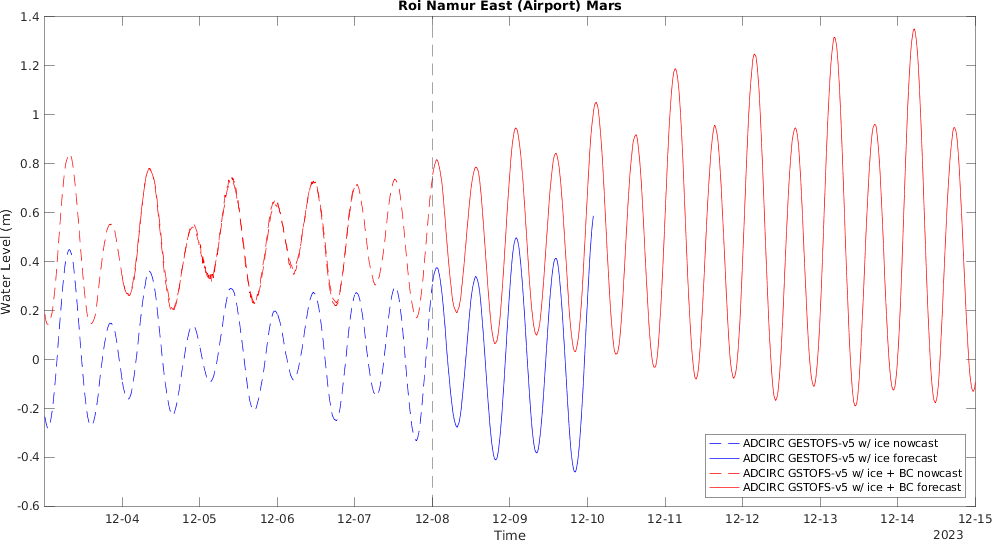 Roi Namur East (Airport) Mars
Water Level (m)
1.4
1.2
1
0.8
0.6
0.4
0.2
0
-0.2
-0.4
-0.6
ADCIRC GESTOFS-v5 w/ ice nowcast
ADCIRC GESTOFS-v5 w/ ice forecast
ADCIRC GSTOFS-v5 w/ ice + BC nowcast
ADCIRC GSTOFS-v5 w/ ice + BC forecast
12-04 12-05 12-06 12-07 12-08 12-09 12-10 12-11 12-12 12-13 12-14 12-15
Time
2023